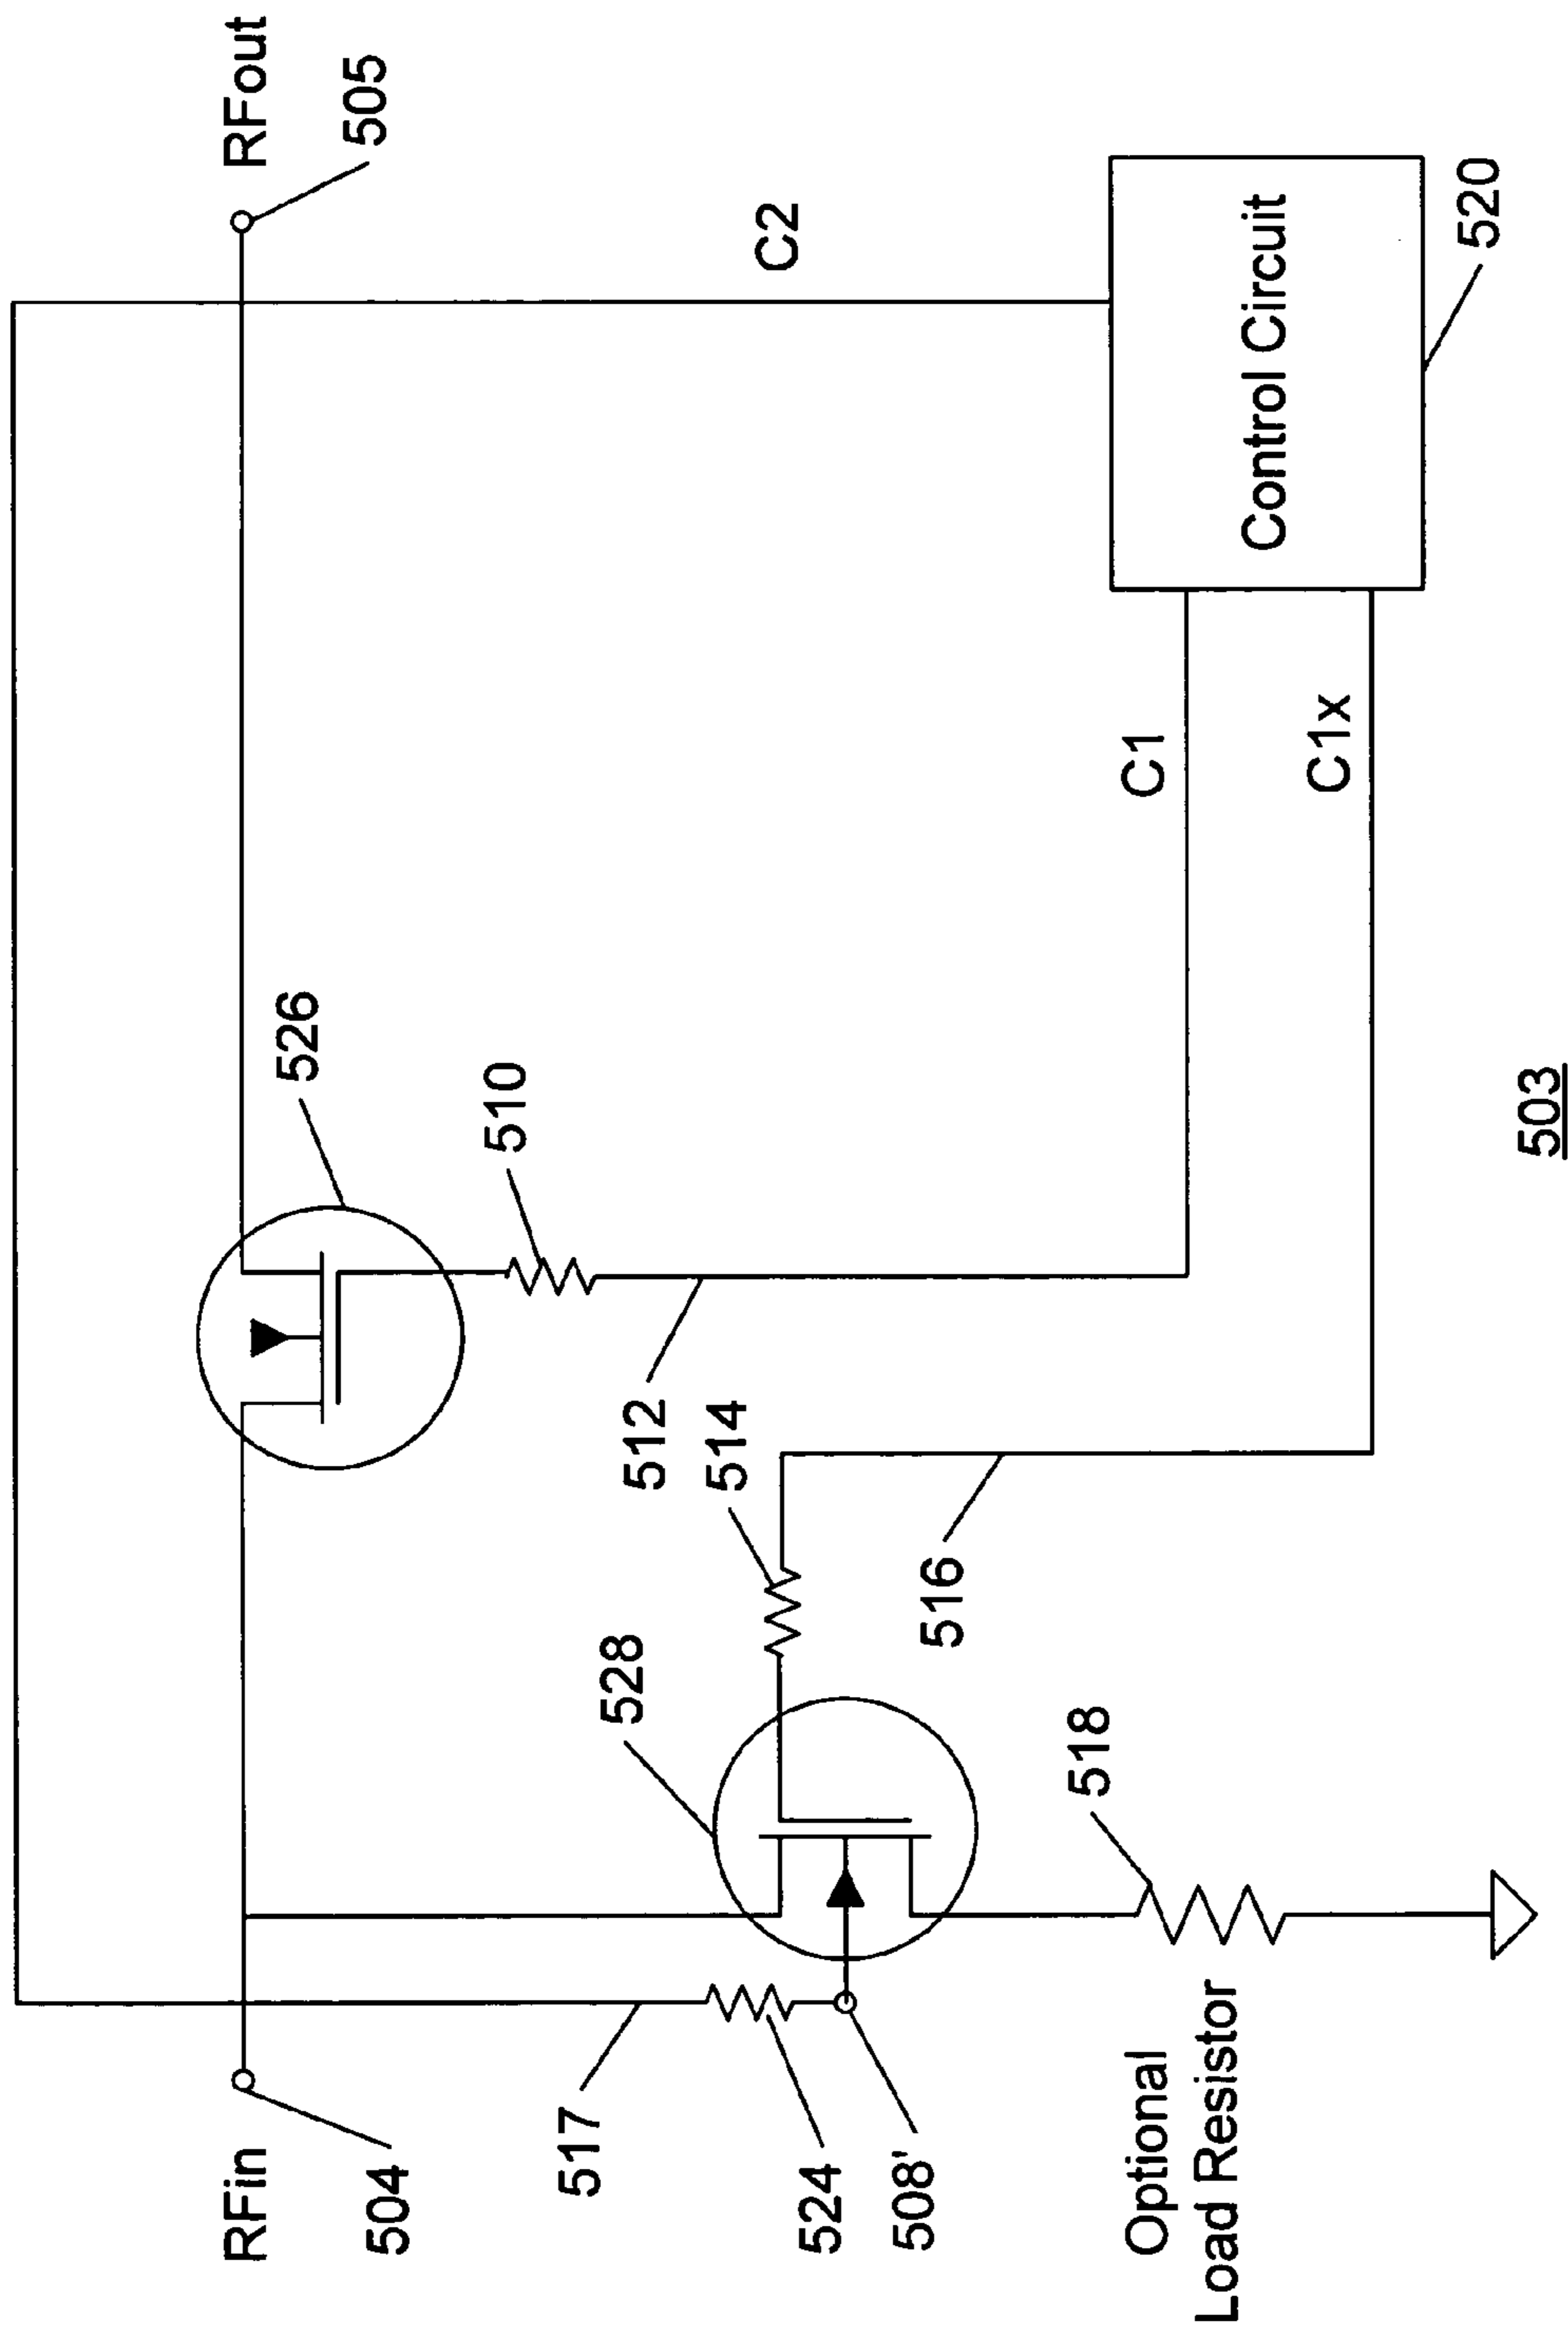 RFin
504
RFout
505
526
510
C2
517
524
508'
528
512
514
516
C1
C1x
Control Circuit
520
518
Optional
Load Resistor
503